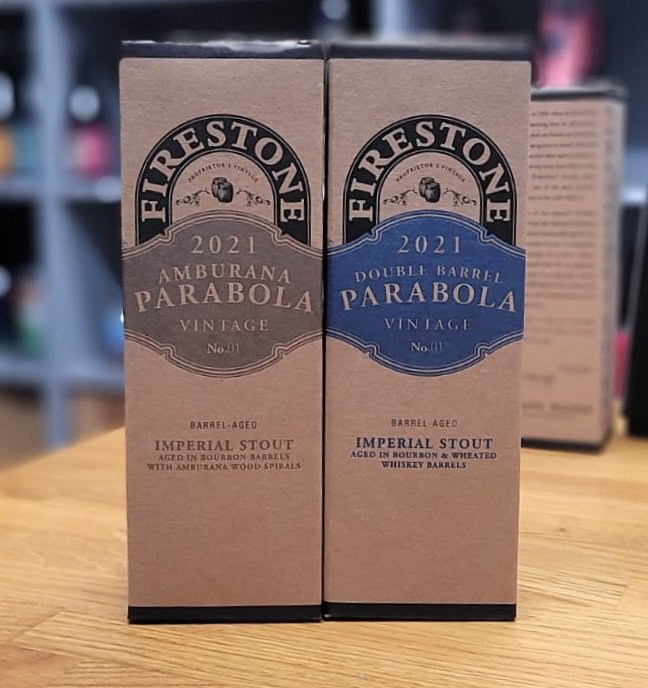 FIRESTONE
PROPRIETOR'S VINTAGE
2021
AMBURANA
PARABOLA
VINTAGE
No.01
BARREL-AGED
IMPERIAL STOUT
AGED IN BOURBON BARRELS
WITH AMBURANA WOOD SPIRALS
FIRESTONE
PROPRIETOR'S VINTAGE
2021
DOUBLE BARREL
PARABOLA
VINTAGE
No.01
BARREL-AGED
IMPERIAL STOUT
AGED IN BOURBON & WHEATED
WHISKEY BARRELS